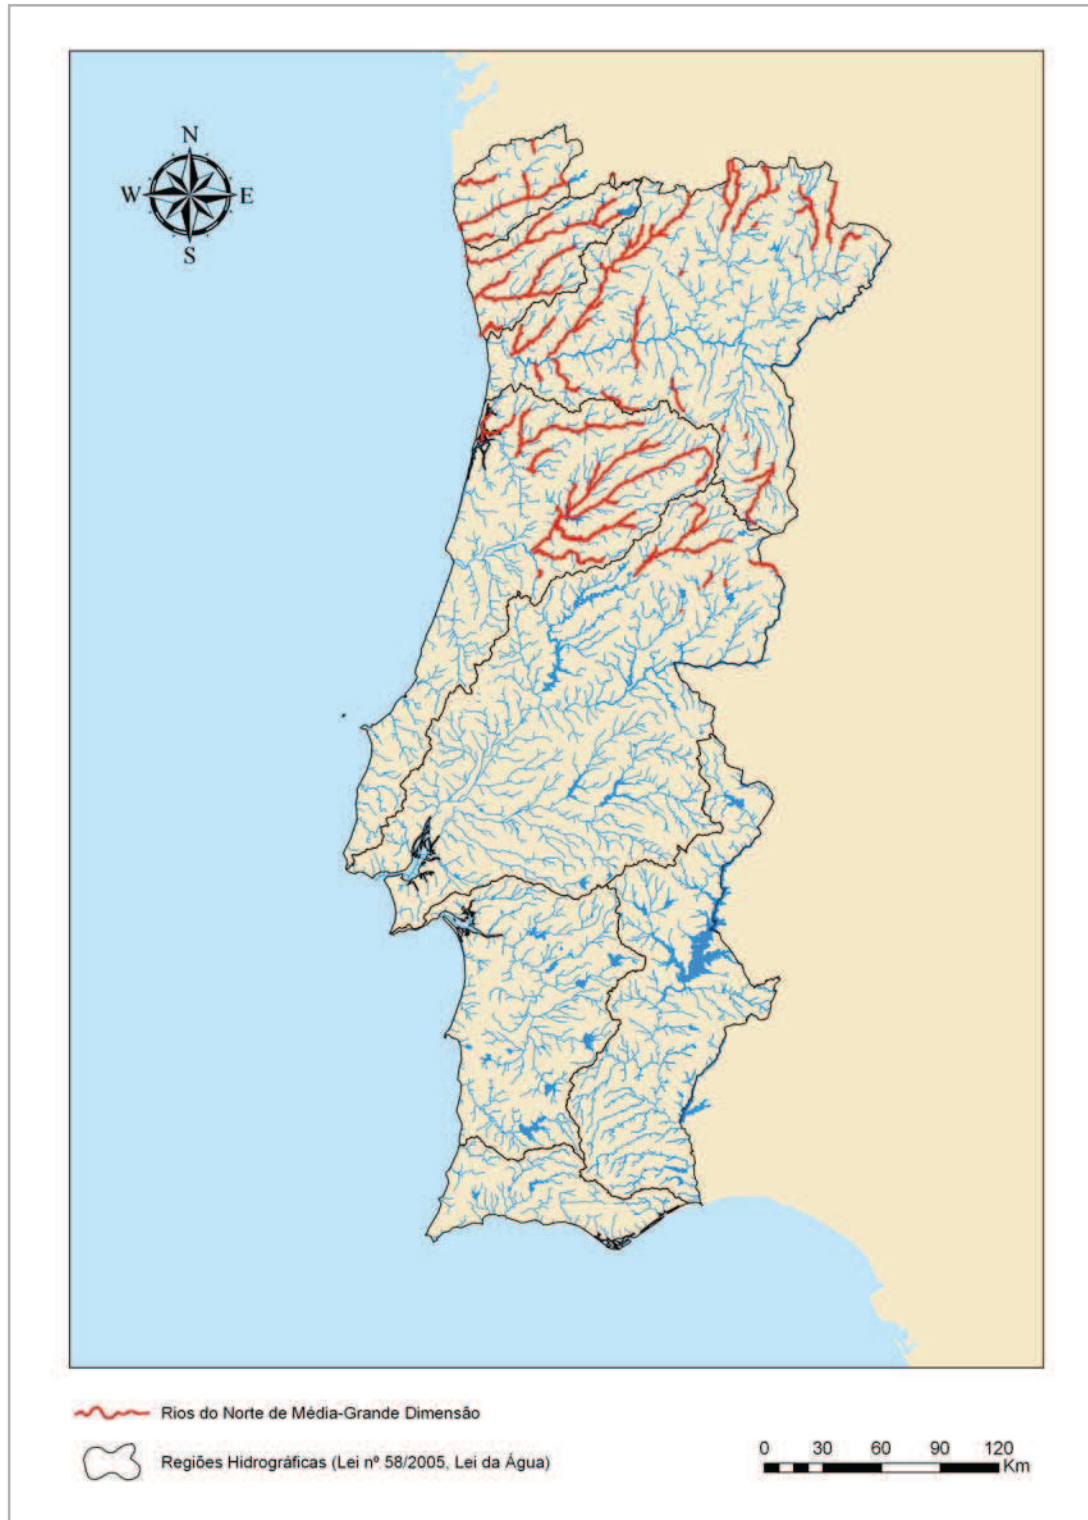 N
W E
S
Rios do Norte de Média-Grande Dimensão
Regiões Hidrográficas (Lei nº 58/2005, Lei da Água)
0 30 60 90 120
Km